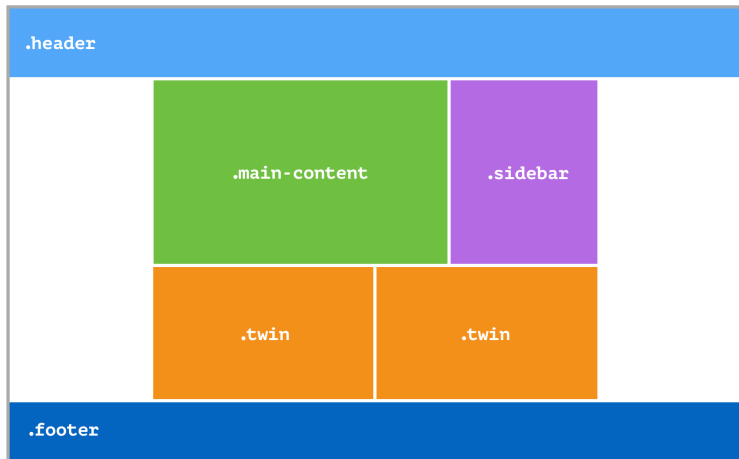 .header
.main-content
.sidebar
.twin
.twin
.footer